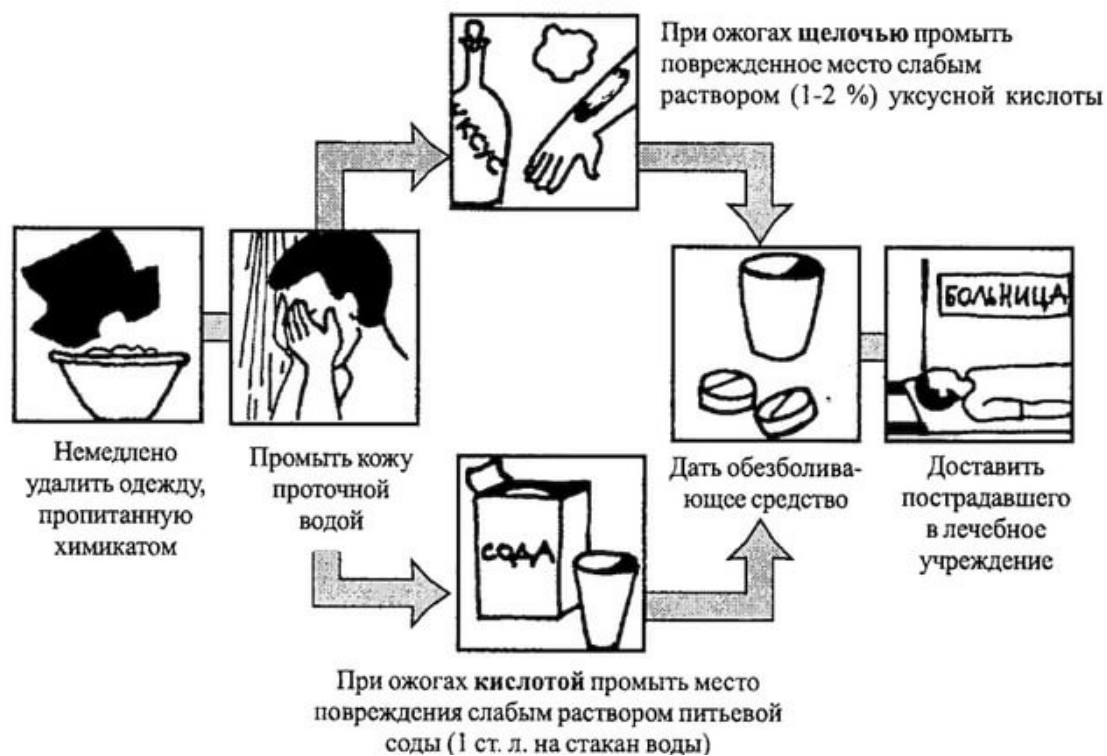 При ожогах щелочью промыть
поврежденное место слабым
раствором (1-2 %) уксусной кислоты
УКСУС
БОЛЬНИЦА
Немедлено
удалить одежду,
пропитанную
химикатом
Промыть кожу
проточной
водой
Дать обезболива-
ющее средство
Доставить
пострадавшего
в лечебное
учреждение
СОДА
При ожогах кислотой промыть место
повреждения слабым раствором питьевой
соды (1 ст. л. на стакан воды)